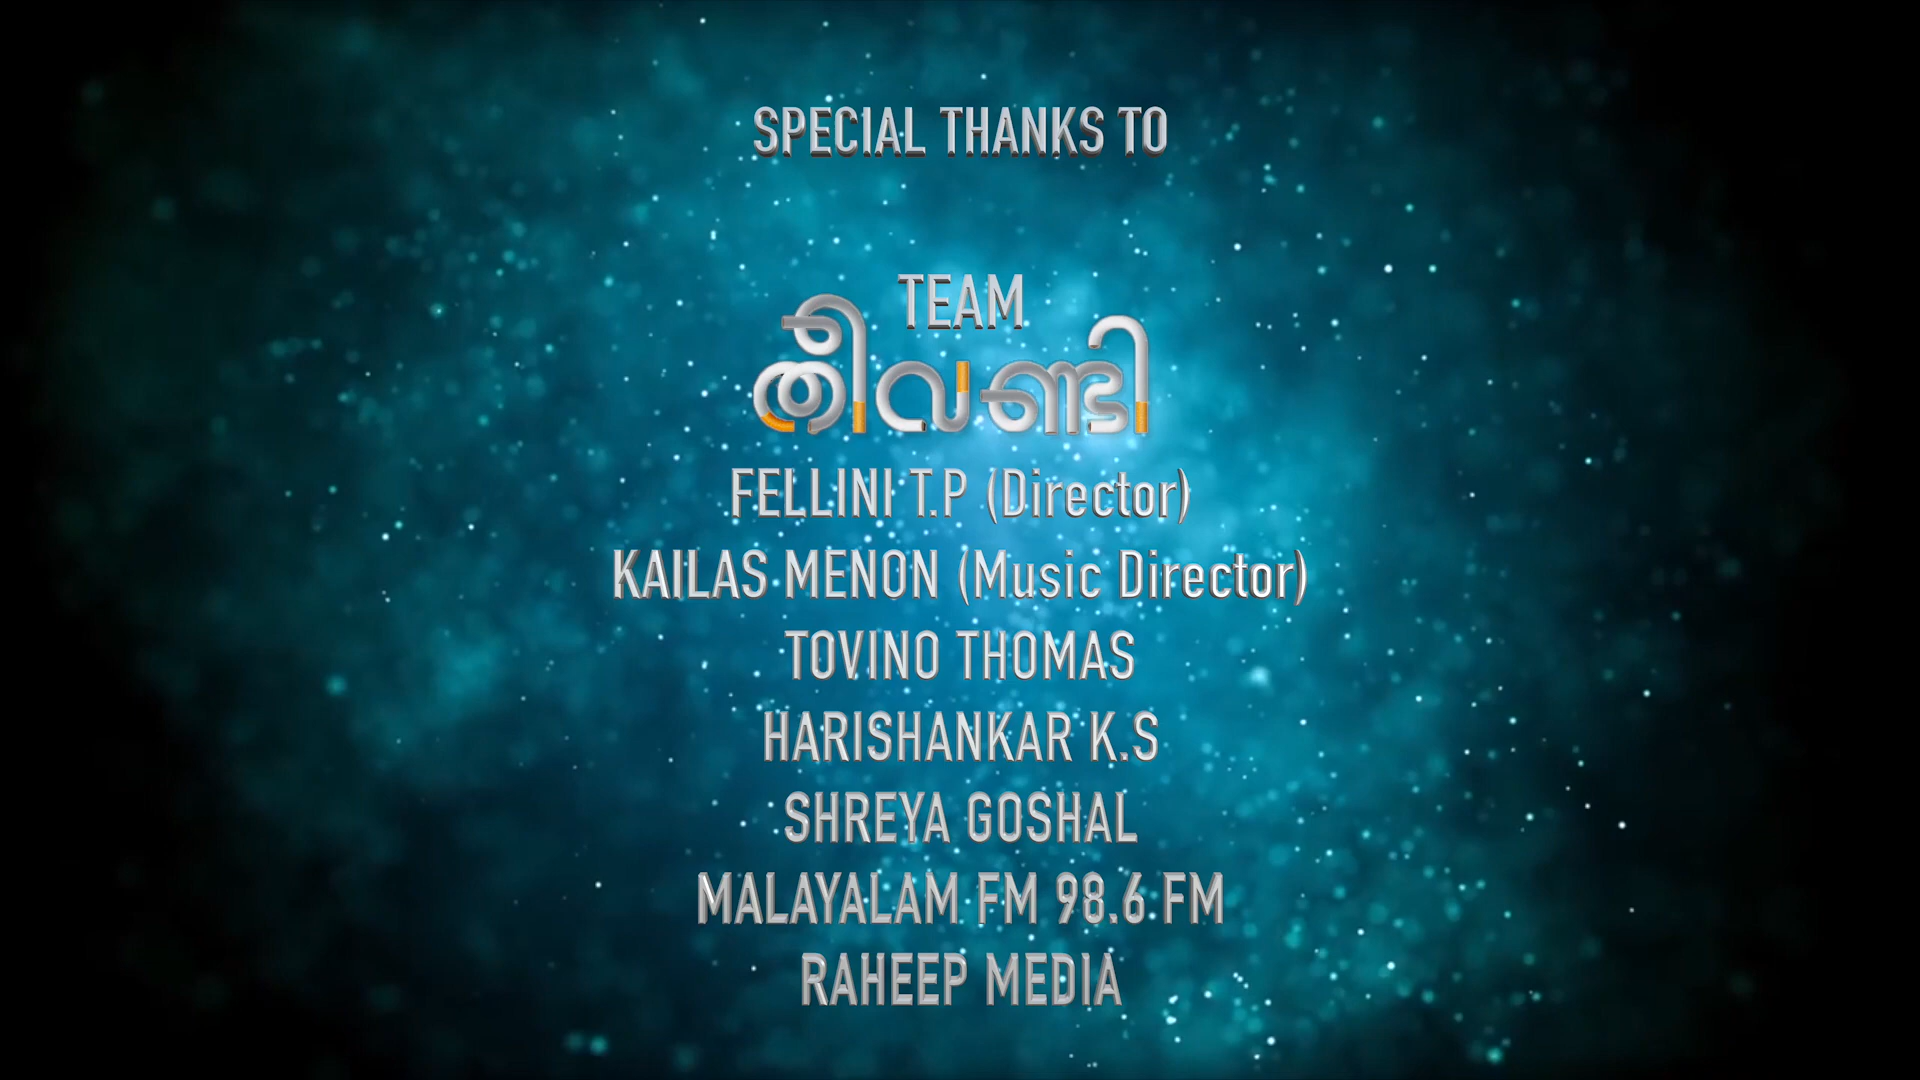 SPECIAL THANKS TO
TEAM
തീവണ്ടി
FELLINI T.P (Director)
KAILAS MENON (Music Director)
TOVINO THOMAS
HARISHANKAR K.S
SHREYA GOSHAL
MALAYALAM FM 98.6 FM
RAHEEP MEDIA